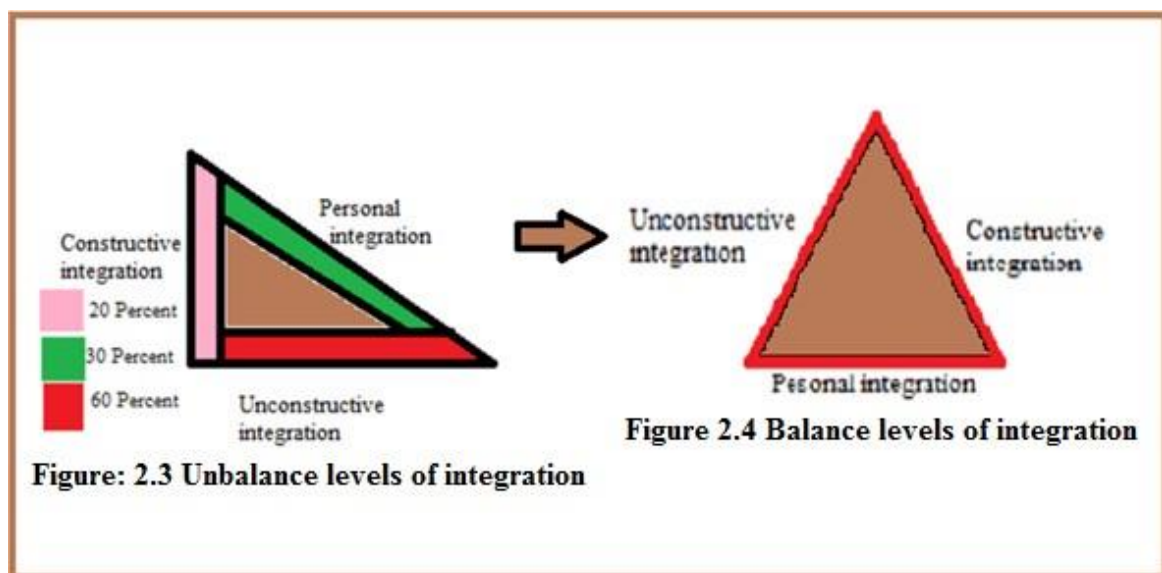 Constructive
integration
20 Percent
30 Percent
60 Percent
Personal
integration
Unconstructive
integration
Figure: 2.3 Unbalance levels of integration
Unconstructive
integration
Constructive
integration
Pesonal integration
Figure 2.4 Balance levels of integration